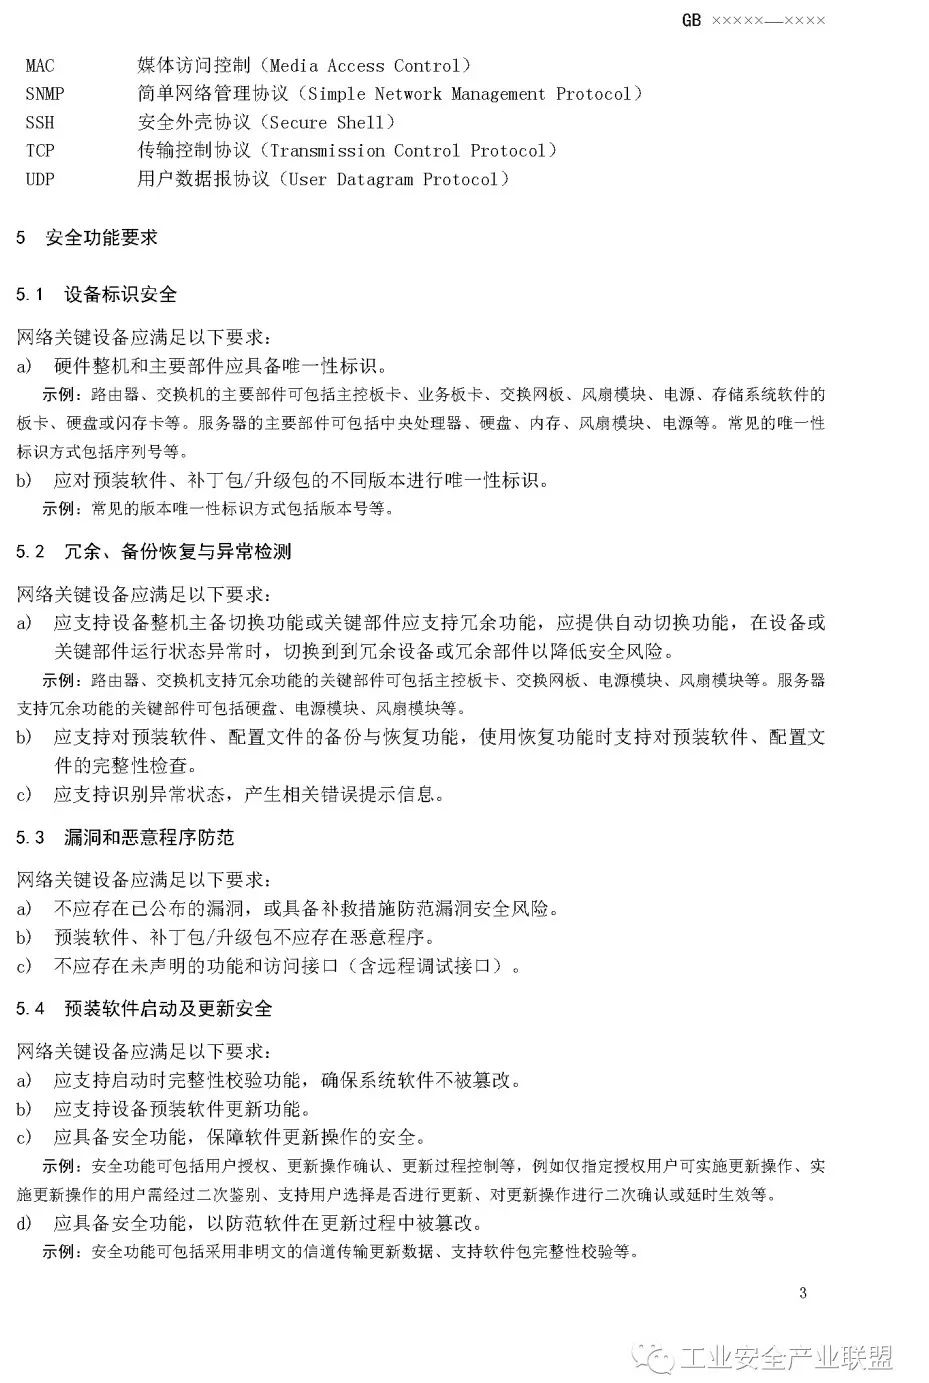 GB ×××××—××××
MAC 媒体访问控制（Media Access Control）
SNMP 简单网络管理协议（Simple Network Management Protocol）
SSH 安全外壳协议（Secure Shell）
TCP 传输控制协议（Transmission Control Protocol）
UDP 用户数据报协议（User Datagram Protocol）
5 安全功能要求
5.1 设备标识安全
网络关键设备应满足以下要求：
a) 硬件整机和主要部件应具备唯一性标识。
示例：路由器、交换机的主要部件可包括主控板卡、业务板卡、交换网板、风扇模块、电源、存储系统软件的
板卡、硬盘或闪存卡等。服务器的主要部件可包括中央处理器、硬盘、内存、风扇模块、电源等。常见的唯一性
标识方式包括序列号等。
b) 应对预装软件、补丁包/升级包的不同版本进行唯一性标识。
示例：常见的版本唯一性标识方式包括版本号等。
5.2 冗余、备份恢复与异常检测
网络关键设备应满足以下要求：
a) 应支持设备整机主备切换功能或关键部件应支持冗余功能，应提供自动切换功能，在设备或
关键部件运行状态异常时，切换到到冗余设备或冗余部件以降低安全风险。
示例：路由器、交换机支持冗余功能的关键部件可包括主控板卡、交换网板、电源模块、风扇模块等。服务器
支持冗余功能的关键部件可包括硬盘、电源模块、风扇模块等。
b) 应支持对预装软件、配置文件的备份与恢复功能，使用恢复功能时支持对预装软件、配置文
件的完整性检查。
c) 应支持识别异常状态，产生相关错误提示信息。
5.3 漏洞和恶意程序防范
网络关键设备应满足以下要求：
a) 不应存在已公布的漏洞，或具备补救措施防范漏洞安全风险。
b) 预装软件、补丁包/升级包不应存在恶意程序。
c) 不应存在未声明的功能和访问接口（含远程调试接口）。
5.4 预装软件启动及更新安全
网络关键设备应满足以下要求：
a) 应支持启动时完整性校验功能，确保系统软件不被篡改。
b) 应支持设备预装软件更新功能。
c) 应具备安全功能，保障软件更新操作的安全。
示例：安全功能可包括用户授权、更新操作确认、更新过程控制等，例如仅指定授权用户可实施更新操作、实
施更新操作的用户需经过二次鉴别、支持用户选择是否进行更新、对更新操作进行二次确认或延时生效等。
d) 应具备安全功能，以防范软件在更新过程中被篡改。
示例：安全功能可包括采用非明文的信道传输更新数据、支持软件包完整性校验等。
3
工业安全产业联盟